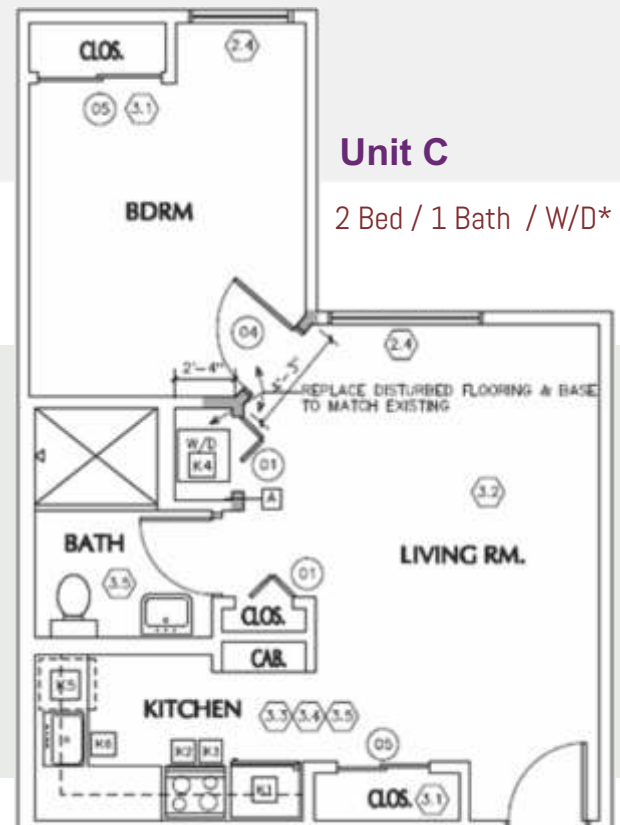 CLOS.
2.4
05 3.1
Unit C
BDRM
2 Bed / 1 Bath / W/D*
04
2.4
2'-4"
REPLACE DISTURBED FLOORING & BASE
TO MATCH EXISTING
W/D
K4
01
A
3.2
BATH
LIVING RM.
3.5
01
CLOS.
CAB.
K5
KITCHEN
3.3 3.4 3.5
K6
K2 K3
05
K1
CLOS. 3.1